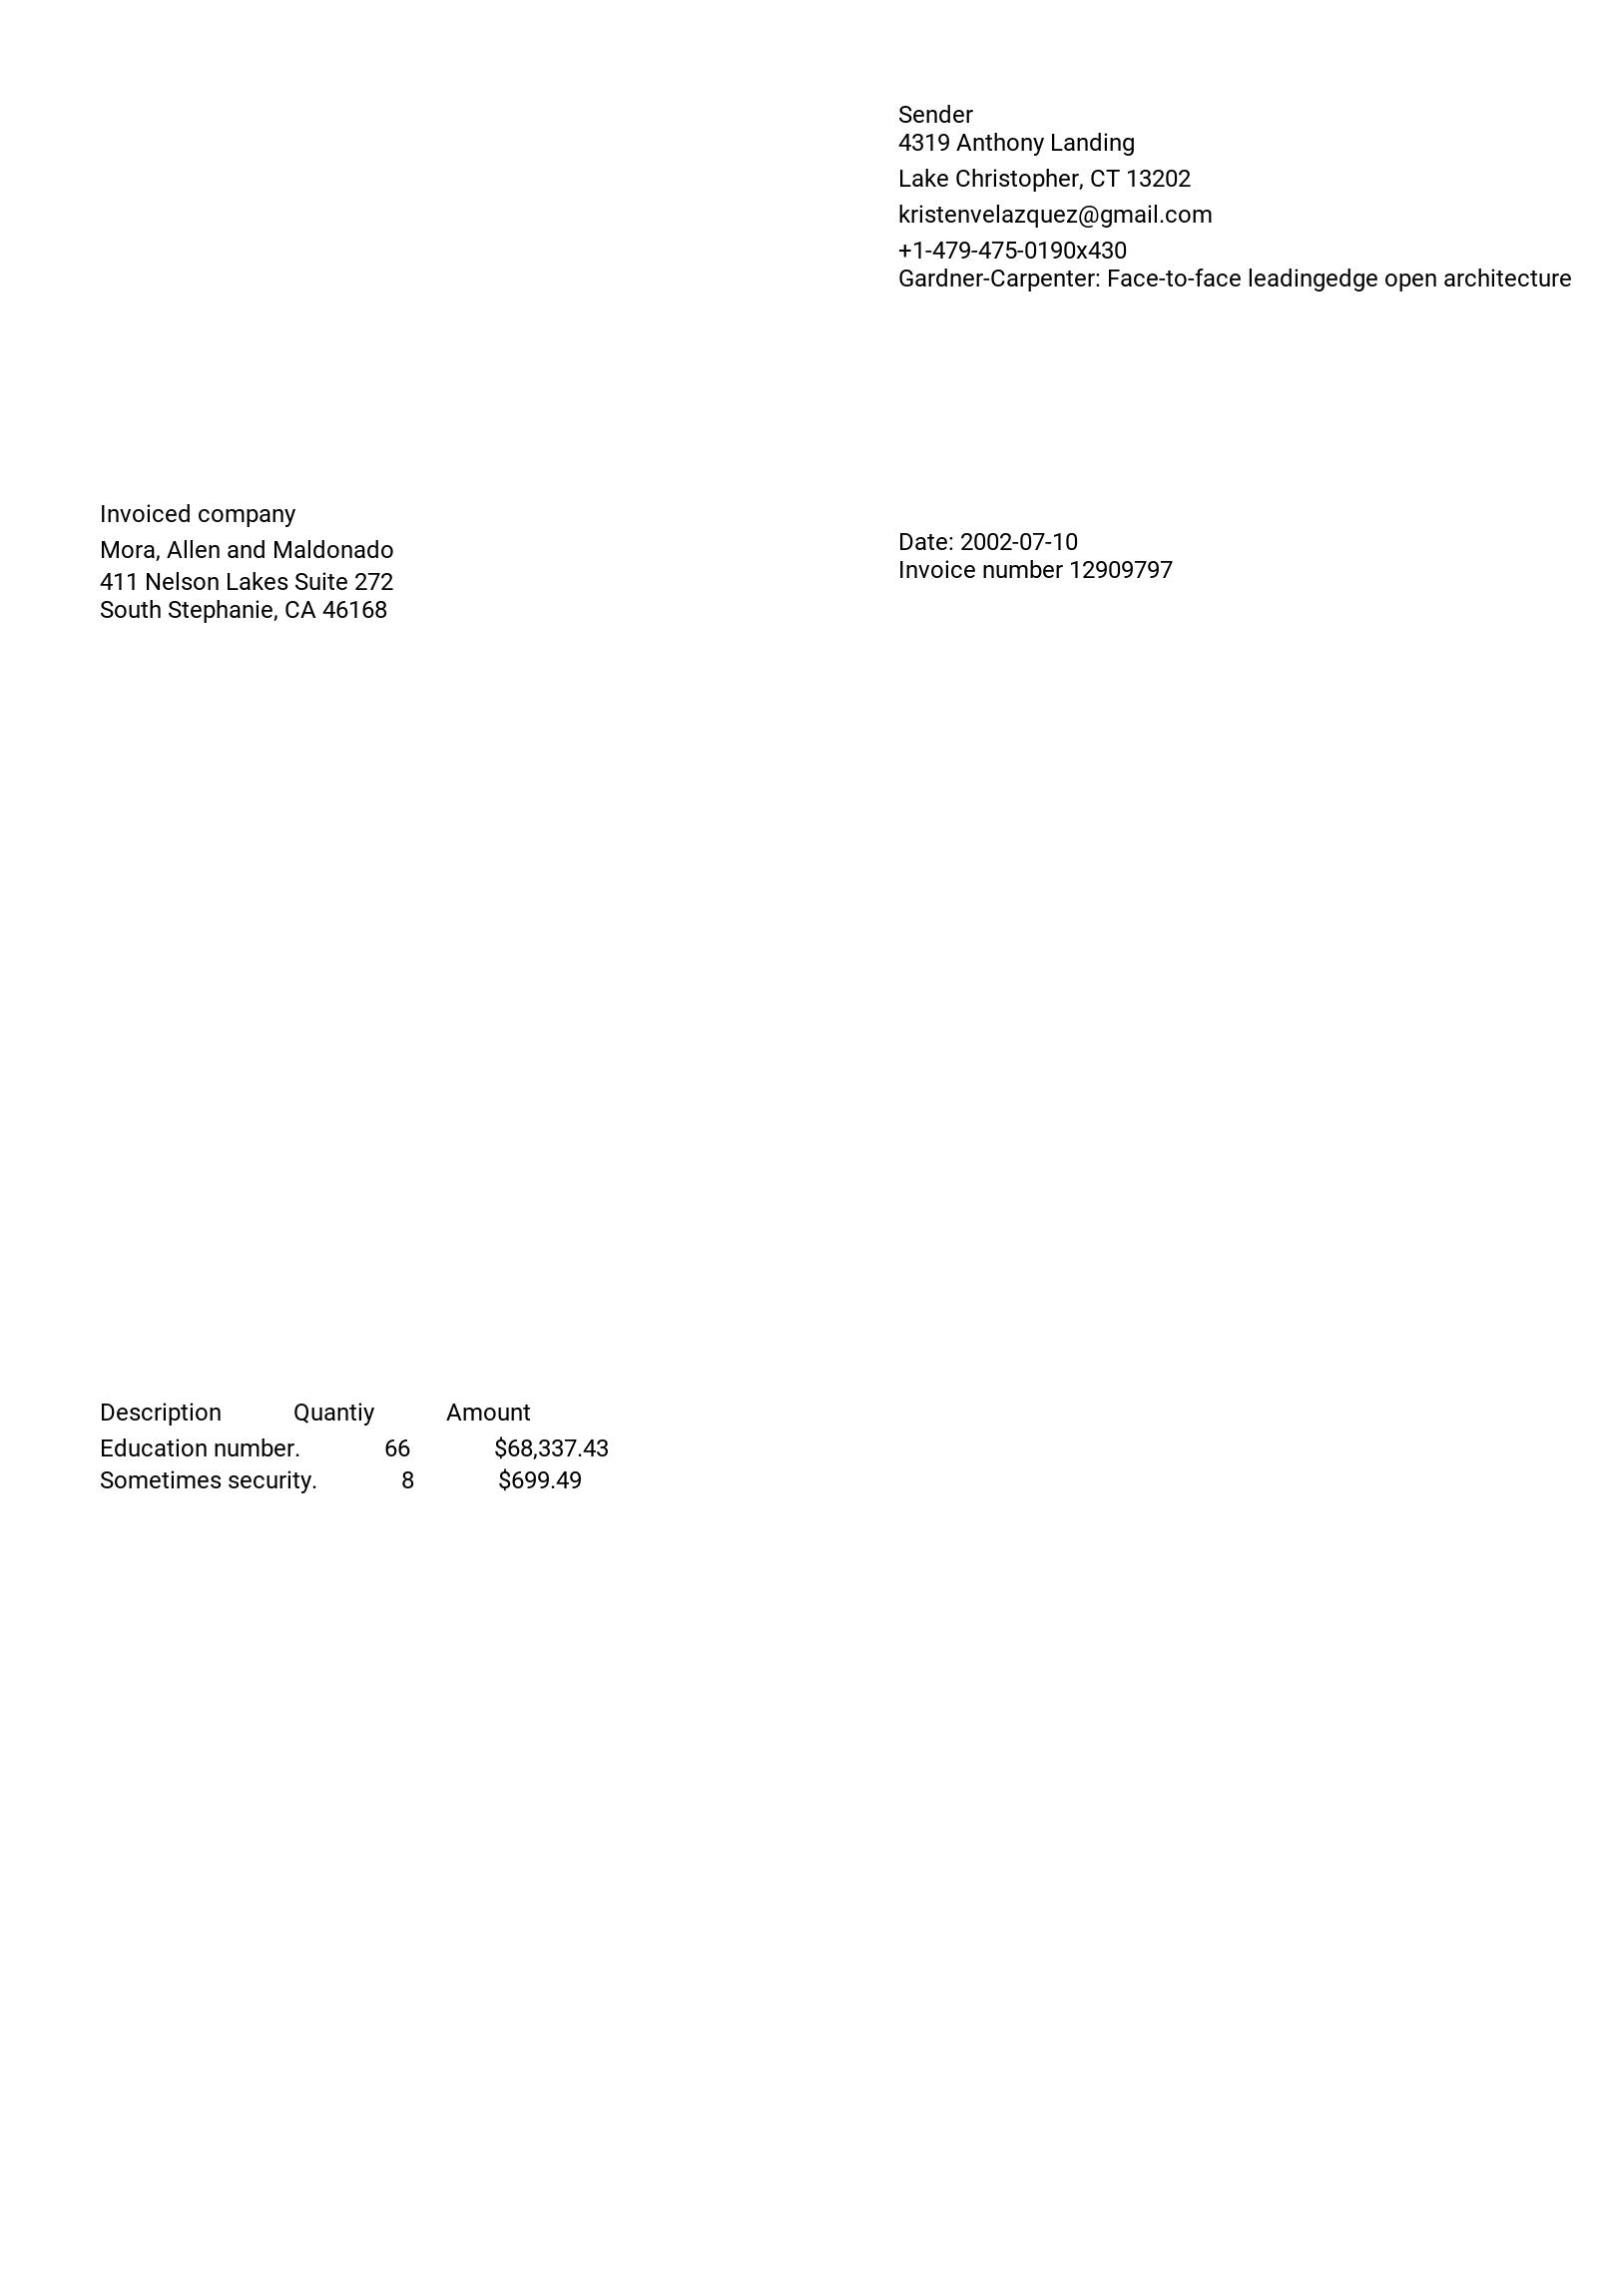 Sender
4319 Anthony Landing
Lake Christopher, CT 13202
kristenvelazquez@gmail.com
+1-479-475-0190x430
Gardner-Carpenter: Face-to-face leadingedge open architecture
Invoiced company
Mora, Allen and Maldonado
411 Nelson Lakes Suite 272
South Stephanie, CA 46168
Date: 2002-07-10
Invoice number 12909797
Description Quantiy Amount
Education number. 66 $68,337.43
Sometimes security. 8 $699.49